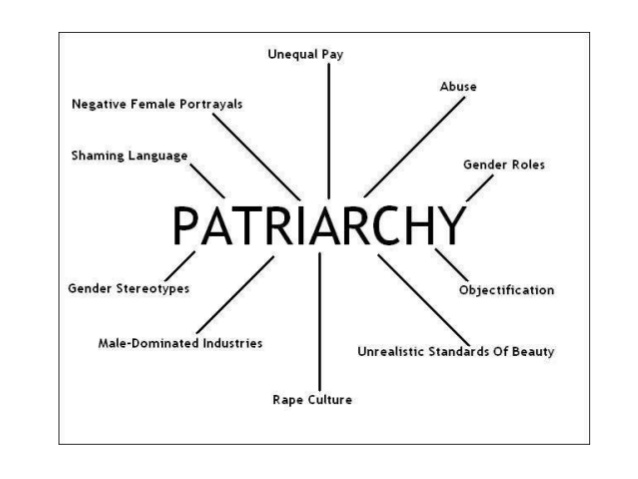 Unequal Pay
Abuse
Negative Female Portrayals
Shaming Language
Gender Roles
PATRIARCHY
Gender Stereotypes
Objectification
Male-Dominated Industries
Unrealistic Standards Of Beauty
Rape Culture